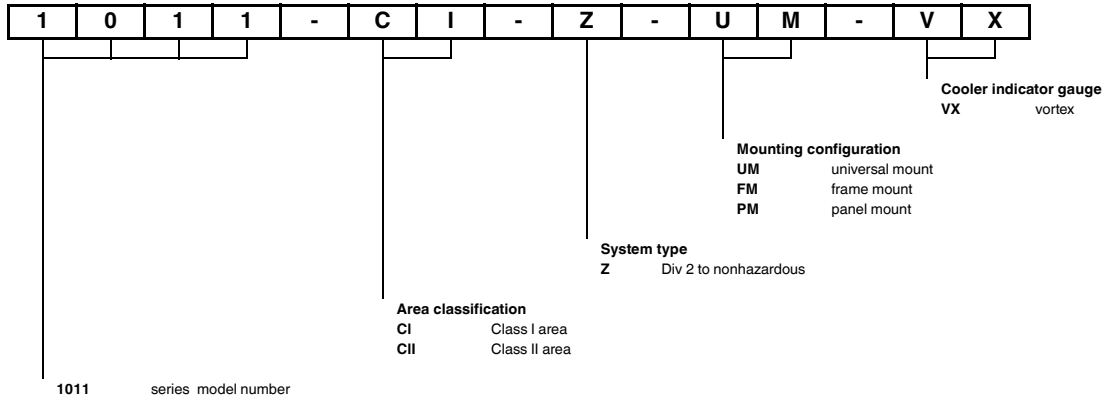 1 0 1 1 - C I - Z - U M - V X
Cooler indicator gauge
VX vortex
Mounting configuration
UM universal mount
FM frame mount
PM panel mount
System type
Z Div 2 to nonhazardous
Area classification
CI Class I area
CII Class II area
1011 series model number